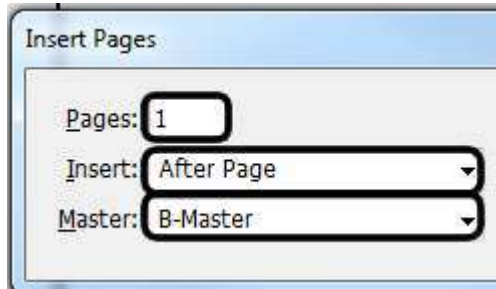 Insert Pages
Pages: 1
Insert: After Page
Master: B-Master